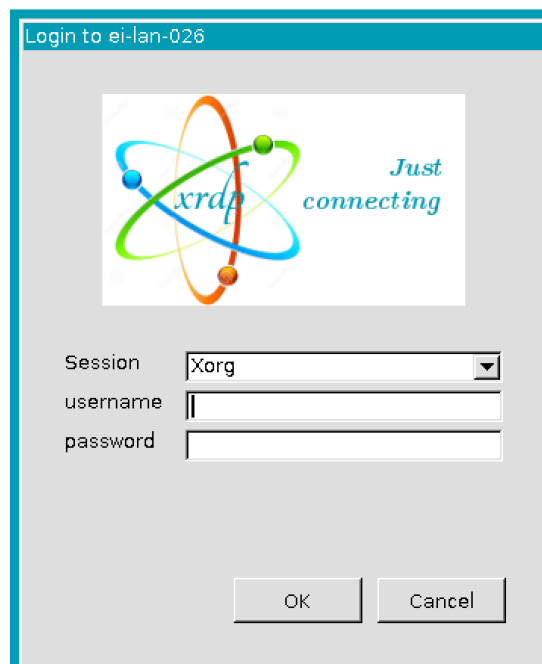 Login to ei-lan-026
xrdp
Just
connecting
Session
Xorg
username
password
OK
Cancel